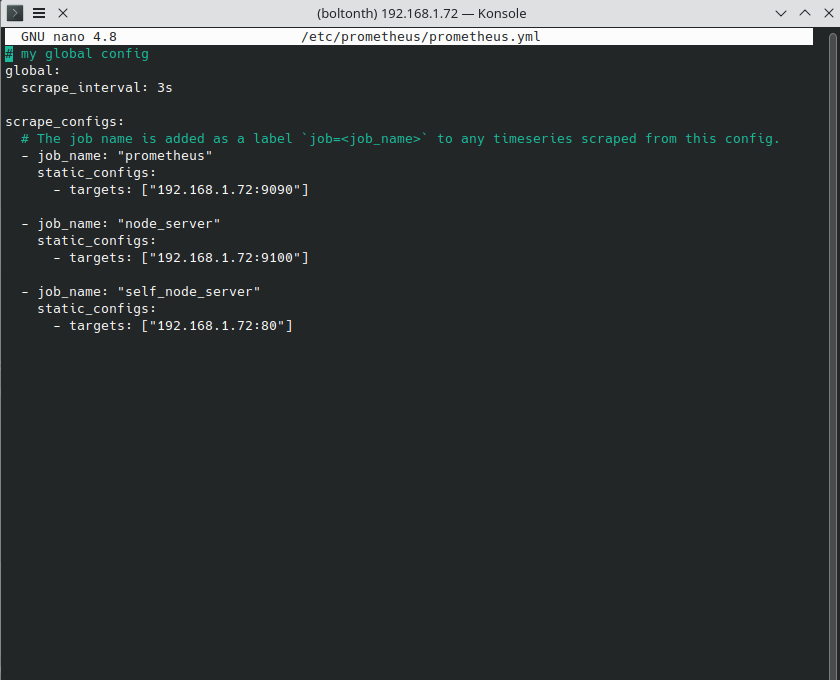 (boltonth) 192.168.1.72 — Konsole
GNU nano 4.8 /etc/prometheus/prometheus.yml
# my global config
global:
  scrape_interval: 3s

scrape_configs:
  # The job name is added as a label `job=<job_name>` to any timeseries scraped from this config.
  - job_name: "prometheus"
    static_configs:
      - targets: ["192.168.1.72:9090"]

  - job_name: "node_server"
    static_configs:
      - targets: ["192.168.1.72:9100"]

  - job_name: "self_node_server"
    static_configs:
      - targets: ["192.168.1.72:80"]